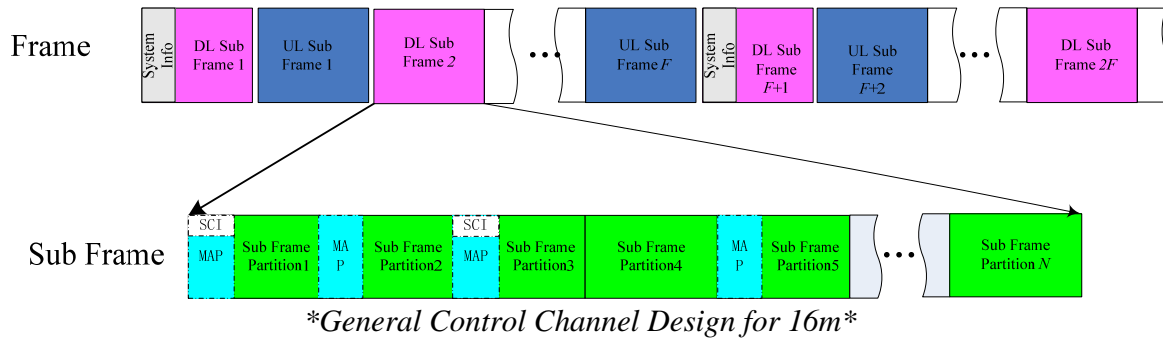 Frame
System Info
DL Sub
Frame 1
UL Sub
Frame 1
DL Sub
Frame 2
•••
UL Sub
Frame F
System Info
DL Sub
Frame
F+1
UL Sub
Frame
F+2
•••
DL Sub
Frame 2F
Sub Frame
SCI
MAP
Sub Frame
Partition1
MA
P
Sub Frame
Partition2
SCI
MAP
Sub Frame
Partition3
Sub Frame
Partition4
MA
P
Sub Frame
Partition5
•••
Sub Frame
Partition N
*General Control Channel Design for 16m*